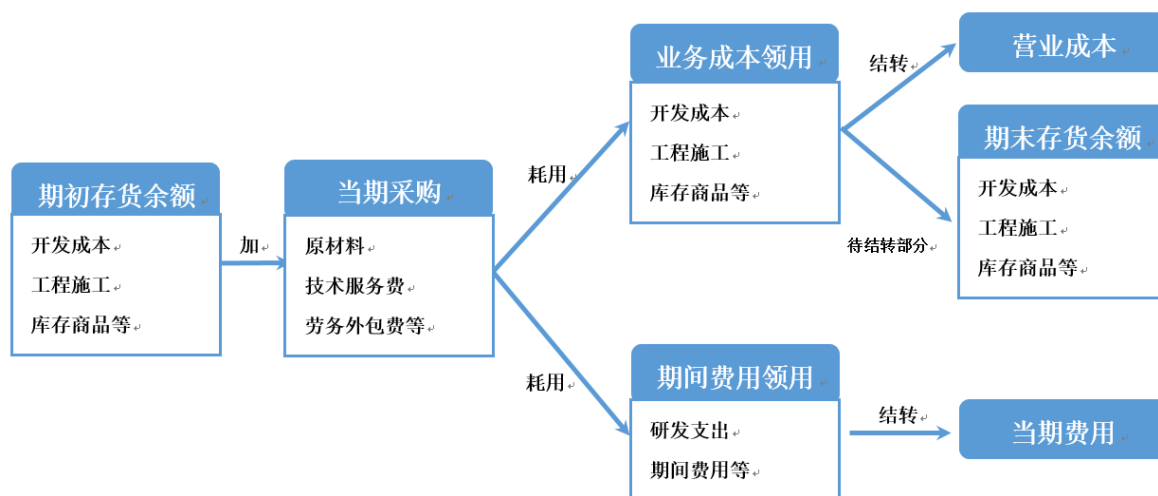 期初存货余额
开发成本
工程施工
库存商品等
加
当期采购
原材料
技术服务费
劳务外包费等
耗用
耗用
业务成本领用
开发成本
工程施工
库存商品等
结转
待结转部分
营业成本
期末存货余额
开发成本
工程施工
库存商品等
期间费用领用
研发支出
期间费用等
结转
当期费用